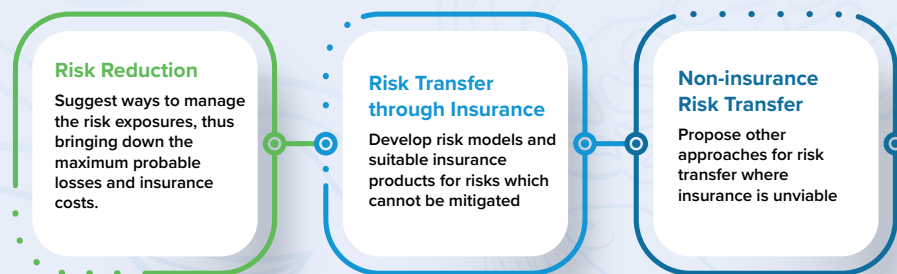 Risk Reduction
Suggest ways to manage
the risk exposures, thus
bringing down the
maximum probable
losses and insurance
costs.
Risk Transfer
through Insurance
Develop risk models and
suitable insurance
products for risks which
cannot be mitigated
Non-insurance
Risk Transfer
Propose other
approaches for risk
transfer where
insurance is unviable